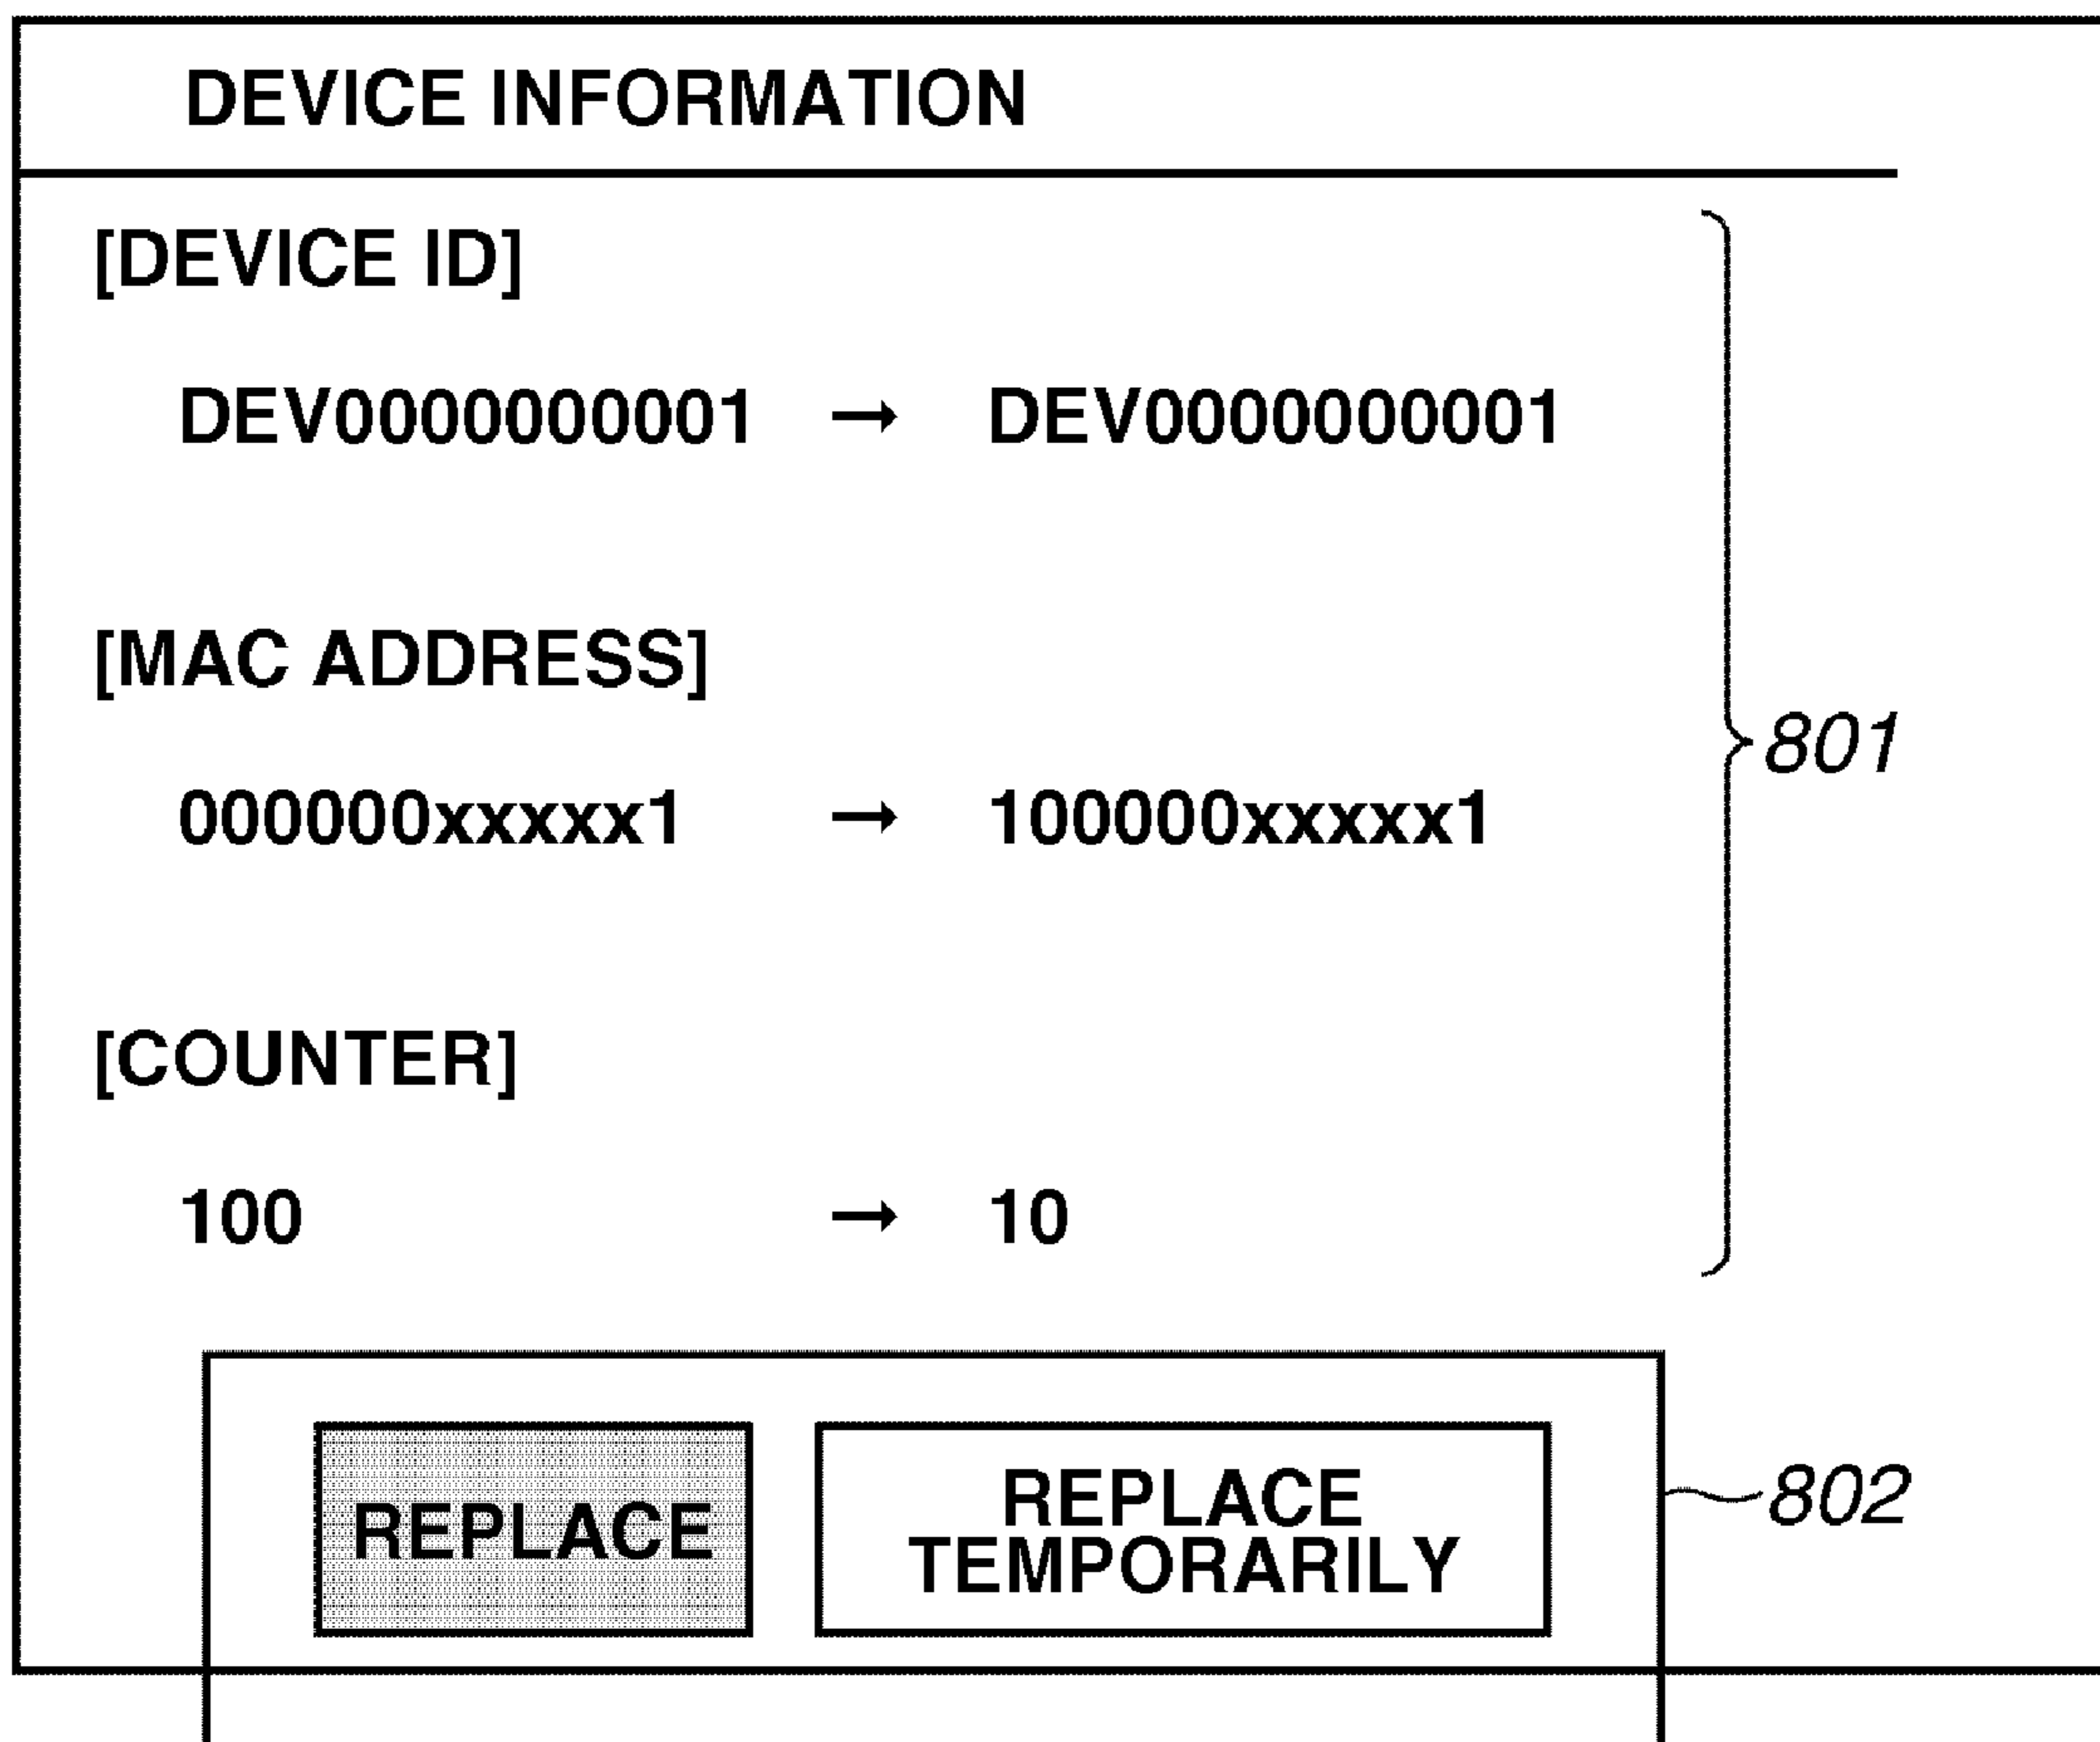 DEVICE INFORMATION
[DEVICE ID]
DEV0000000001 → DEV0000000001
[MAC ADDRESS]
000000xxxxx1 → 100000xxxxx1
801
[COUNTER]
100 → 10
REPLACE
REPLACE
TEMPORARILY
802